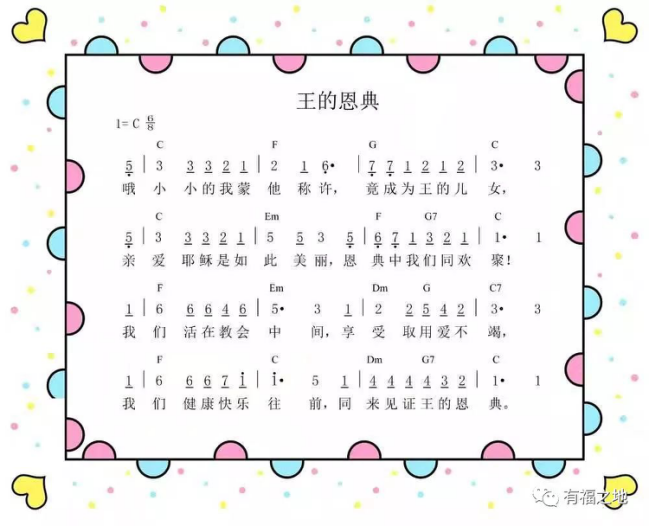 王的恩典
1= C 6/8
C F G C
5 | 3 3 3 2 1 | 2 1 6• | 7 7 1 2 1 2 | 3• 3
哦小小的我蒙他称许，竟成为王的儿女，
C Em F G7 C
5 | 3 3 3 2 1 | 5 5 3 5 | 6 7 1 3 2 1 | 1• 1
亲爱耶稣是如此美丽，恩典中我们同欢聚！
F Em Dm G C7
1 | 6 6 6 4 6 | 5• 3 1 | 2 2 5 4 2 | 3• 3
我们活在教会中间，享受取用爱不竭，
F C Dm G7 C
1 | 6 6 6 7 1 | 1• 5 1 | 4 4 4 4 3 2 | 1• 1
我们健康快乐往前，同来见证王的恩典。
有福之地